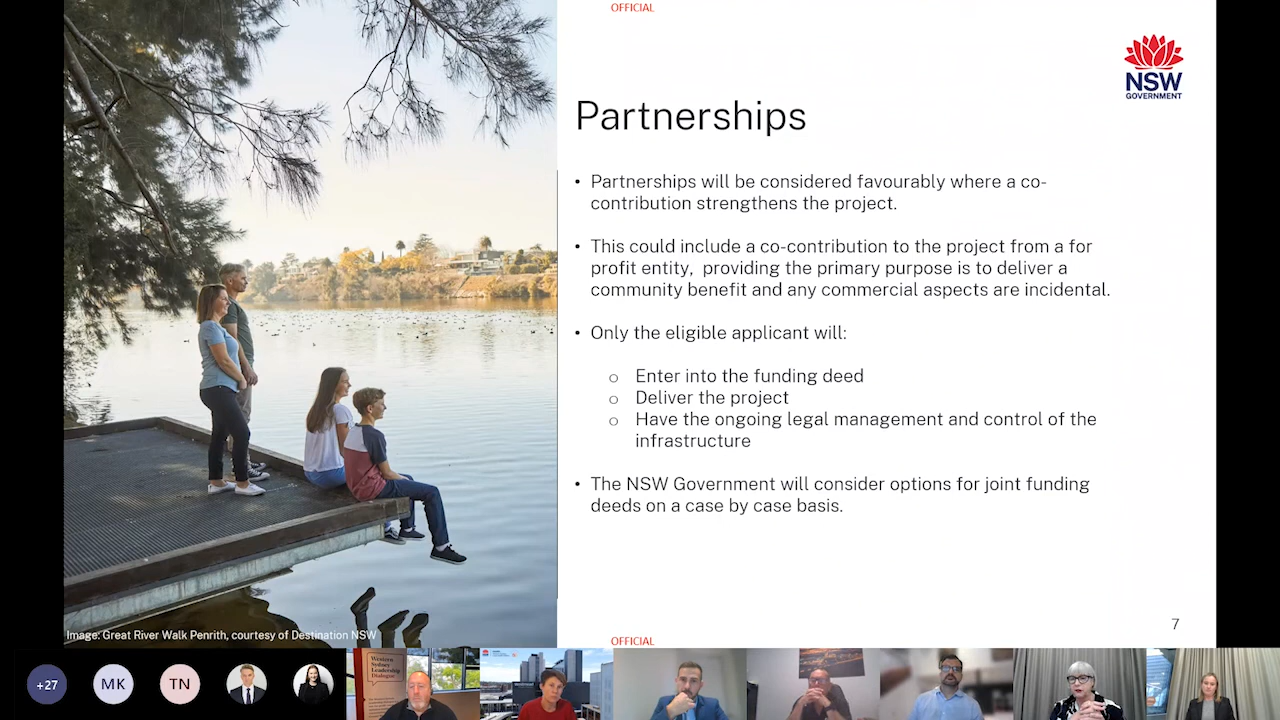 OFFICIAL
NSW
GOVERNMENT
Partnerships
• Partnerships will be considered favourably where a co-
contribution strengthens the project.
• This could include a co-contribution to the project from a for
profit entity, providing the primary purpose is to deliver a
community benefit and any commercial aspects are incidental.
• Only the eligible applicant will:
o Enter into the funding deed
o Deliver the project
o Have the ongoing legal management and control of the
infrastructure
• The NSW Government will consider options for joint funding
deeds on a case by case basis.
Image: Great River Walk Penrith, courtesy of Destination NSW
7
OFFICIAL
+27
MK
TN
Western
Sydney
Leadership
Dialogue